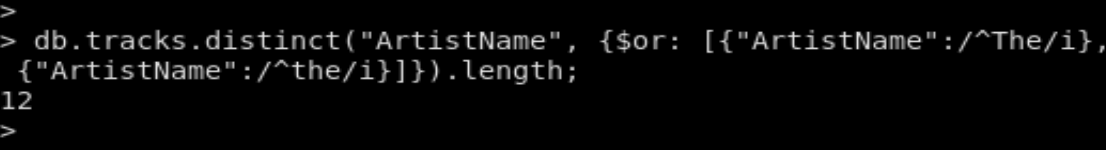 >
> db.tracks.distinct("ArtistName", {$or: [{"ArtistName":/^The/i},
{"ArtistName":/^the/i}]}).length;
12
>